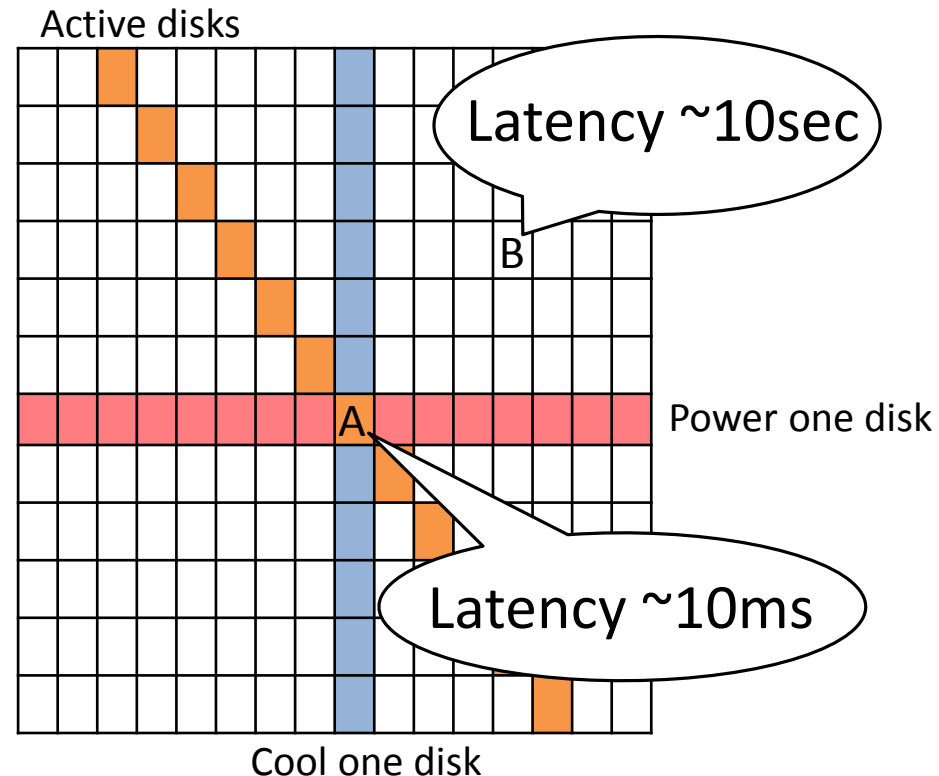 Active disks
Latency ~10sec
B
A
Power one disk
Latency ~10ms
Cool one disk